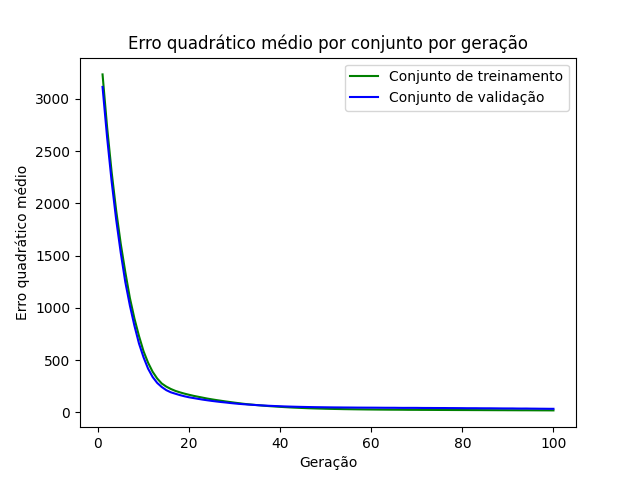 Erro quadrático médio por conjunto por geração
Conjunto de treinamento
Conjunto de validação
Erro quadrático médio
3000
2500
2000
1500
1000
500
0
0 20 40 60 80 100
Geração